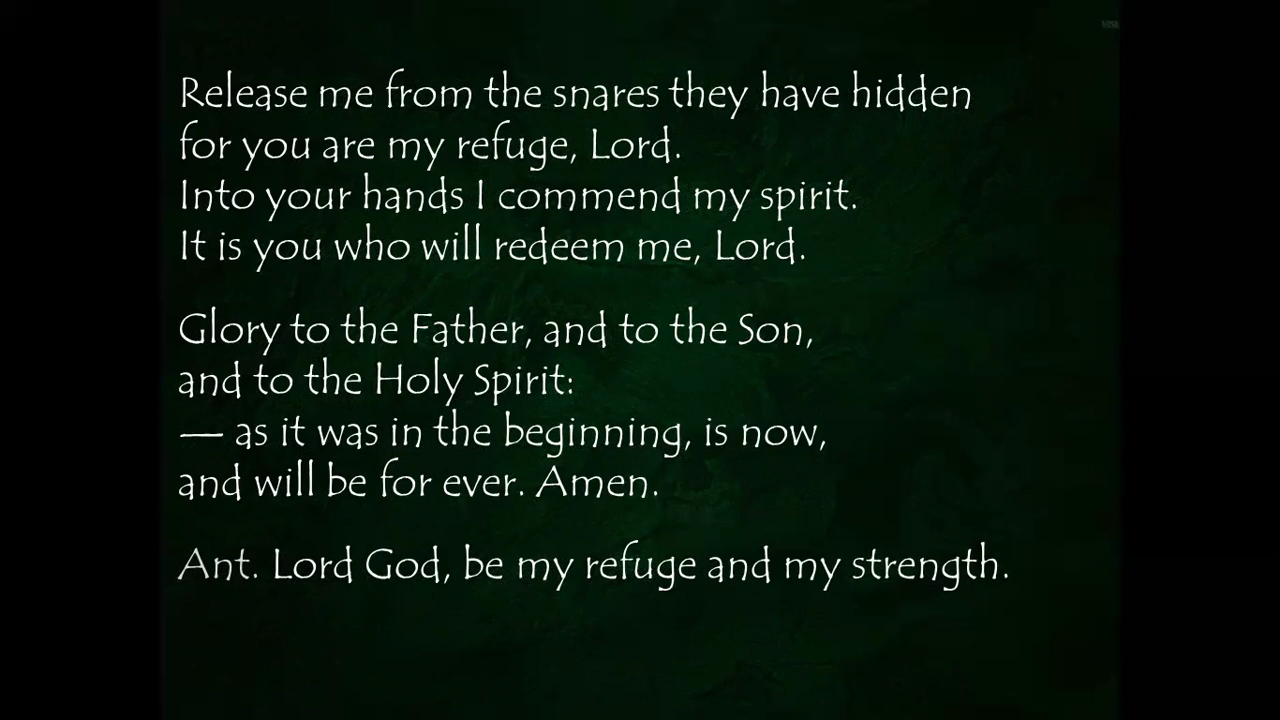 Release me from the snares they have hidden
for you are my refuge, Lord.
Into your hands I commend my spirit.
It is you who will redeem me, Lord.
Glory to the Father, and to the Son,
and to the Holy Spirit:
— as it was in the beginning, is now,
and will be for ever. Amen.
Ant. Lord God, be my refuge and my strength.